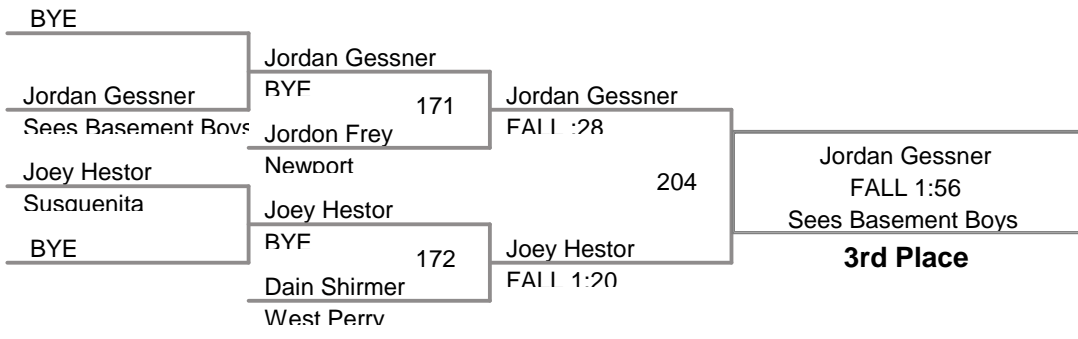 BYE
Jordan Gessner
BYE
Jordan Gessner
Sees Basement Boys
171
Jordan Gessner
FALL :28
Jordon Frey
Newport
Joey Hestor
Susquenita
204
Jordan Gessner
FALL 1:56
Sees Basement Boys
3rd Place
Joey Hestor
BYE
BYE
172
Joey Hestor
FALL 1:20
Dain Shirmer
West Perry